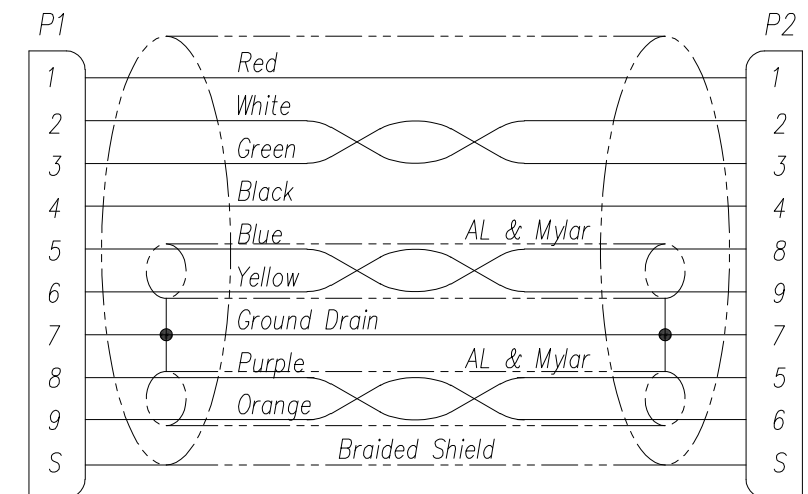 P1 P2
1 Red 1
White
2 2
Green
3 3
Black
4 4
Blue AL & Mylar
5 8
Yellow
6 9
Ground Drain
7 7
Purple AL & Mylar
8 5
Orange
9 6
Braided Shield
S S